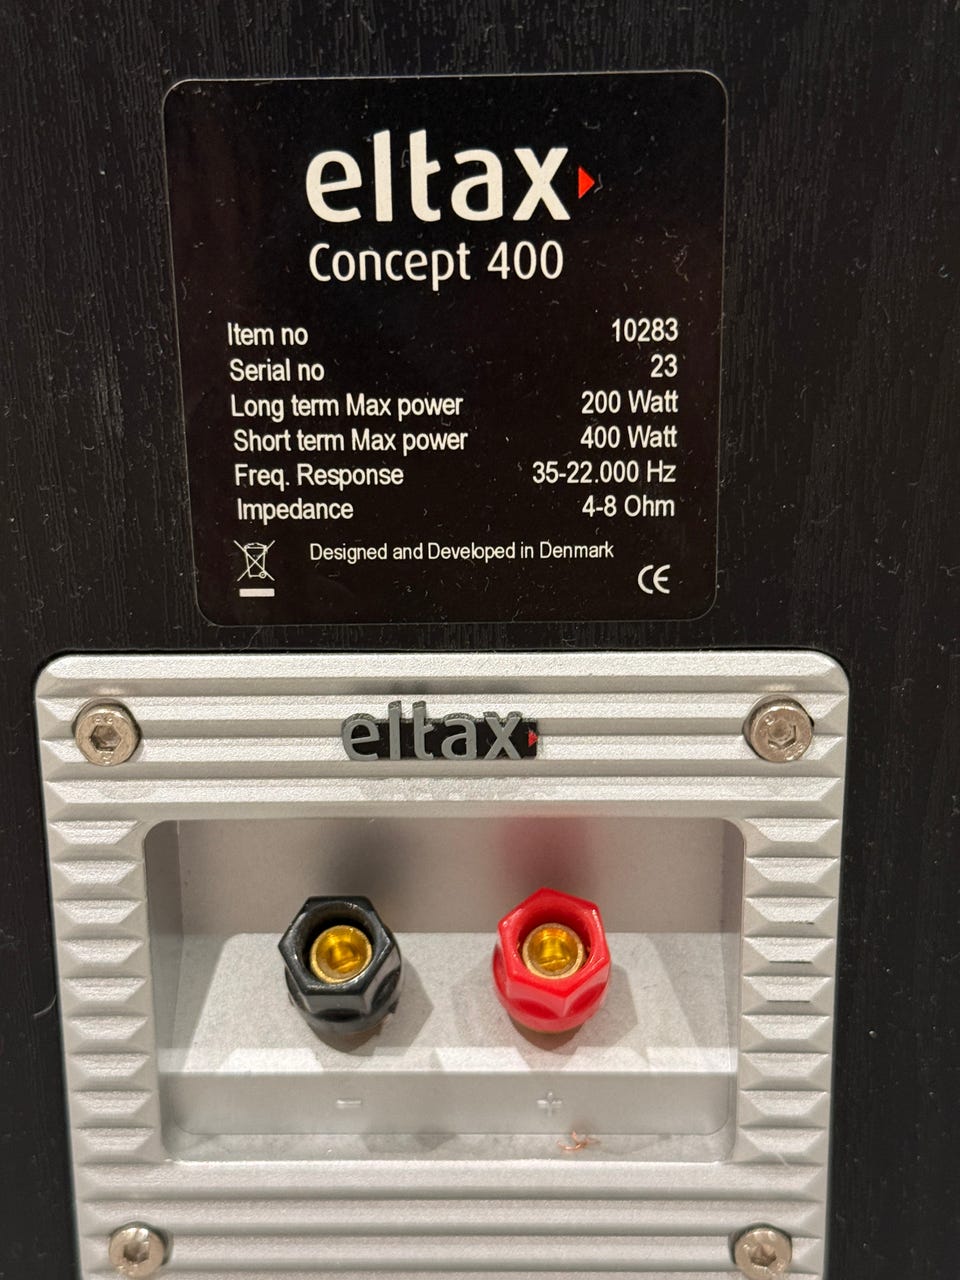 eltax
Concept 400
Item no 10283
Serial no 23
Long term Max power 200 Watt
Short term Max power 400 Watt
Freq. Response 35-22.000 Hz
Impedance 4-8 Ohm
Designed and Developed in Denmark
CE
eltax
- +